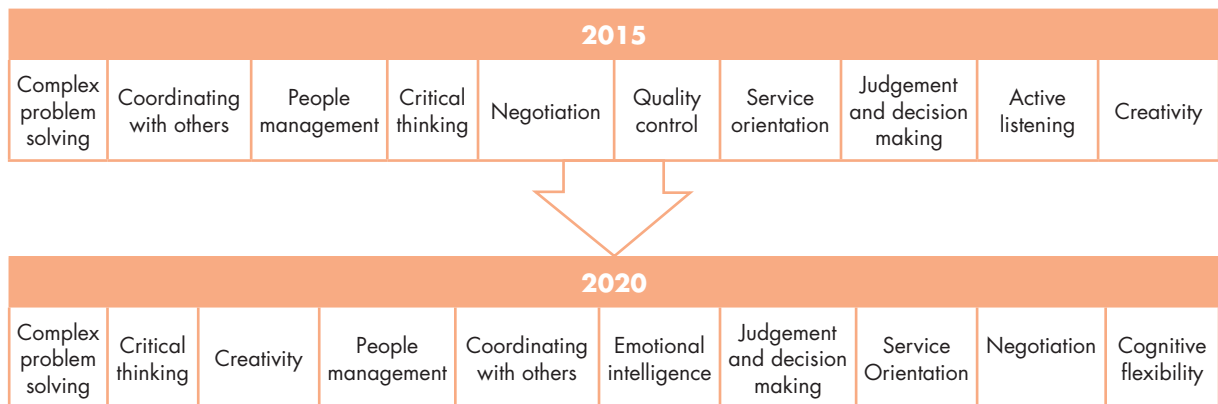 2015
Complex
problem
solving
Coordinating
with others
People
management
Critical
thinking
Negotiation
Quality
control
Service
orientation
Judgement
and decision
making
Active
listening
Creativity
2020
Complex
problem
solving
Critical
thinking
Creativity
People
management
Coordinating
with others
Emotional
intelligence
Judgement
and decision
making
Service
Orientation
Negotiation
Cognitive
flexibility